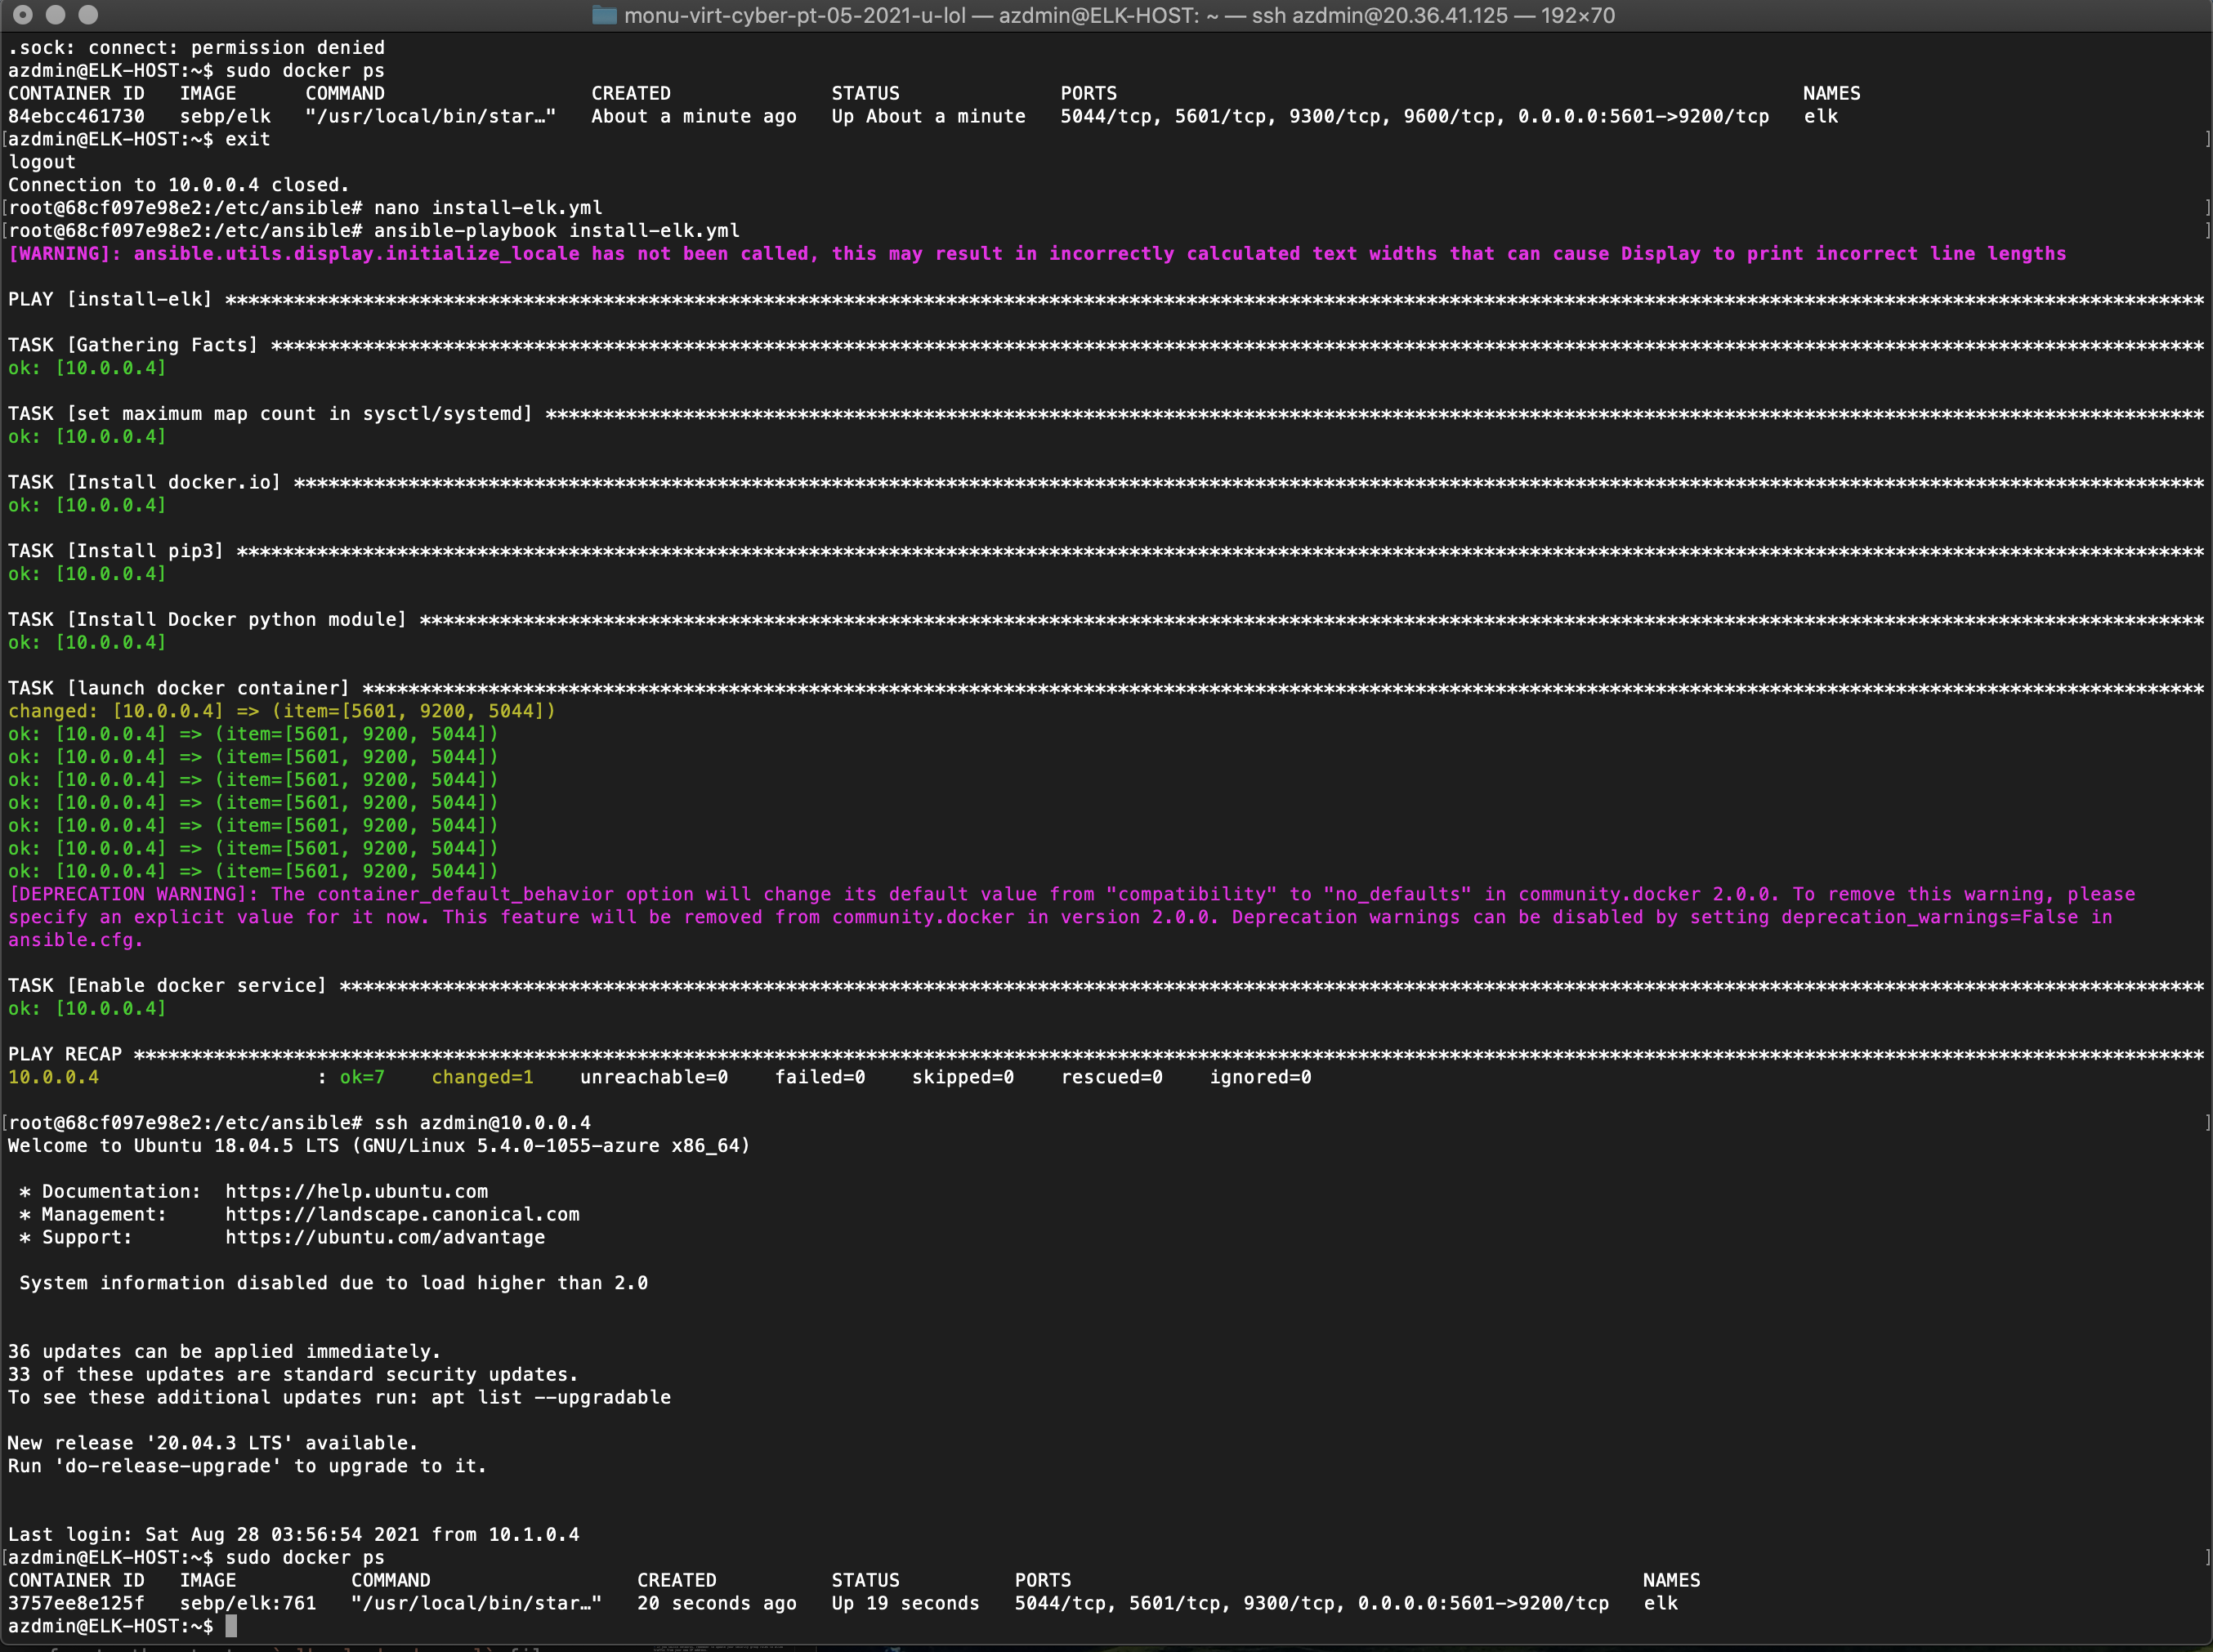 monu-virt-cyber-pt-05-2021-u-lol — azdmin@ELK-HOST: ~ — ssh azdmin@20.36.41.125 — 192×70
.sock: connect: permission denied
azdmin@ELK-HOST:~$ sudo docker ps
CONTAINER ID   IMAGE      COMMAND                  CREATED              STATUS              PORTS                                                            NAMES
84ebcc461730   sebp/elk   "/usr/local/bin/star…"   About a minute ago   Up About a minute   5044/tcp, 5601/tcp, 9300/tcp, 9600/tcp, 0.0.0.0:5601->9200/tcp   elk
[azdmin@ELK-HOST:~$ exit ]
logout
Connection to 10.0.0.4 closed.
[root@68cf097e98e2:/etc/ansible# nano install-elk.yml ]
[root@68cf097e98e2:/etc/ansible# ansible-playbook install-elk.yml ]
[WARNING]: ansible.utils.display.initialize_locale has not been called, this may result in incorrectly calculated text widths that can cause Display to print incorrect line lengths
PLAY [install-elk] *****************************************************************************************************************************************************************************
TASK [Gathering Facts] *************************************************************************************************************************************************************************
ok: [10.0.0.4]
TASK [set maximum map count in sysctl/systemd] *************************************************************************************************************************************************
ok: [10.0.0.4]
TASK [Install docker.io] ***********************************************************************************************************************************************************************
ok: [10.0.0.4]
TASK [Install pip3] ****************************************************************************************************************************************************************************
ok: [10.0.0.4]
TASK [Install Docker python module] ************************************************************************************************************************************************************
ok: [10.0.0.4]
TASK [launch docker container] *****************************************************************************************************************************************************************
changed: [10.0.0.4] => (item=[5601, 9200, 5044])
ok: [10.0.0.4] => (item=[5601, 9200, 5044])
ok: [10.0.0.4] => (item=[5601, 9200, 5044])
ok: [10.0.0.4] => (item=[5601, 9200, 5044])
ok: [10.0.0.4] => (item=[5601, 9200, 5044])
ok: [10.0.0.4] => (item=[5601, 9200, 5044])
ok: [10.0.0.4] => (item=[5601, 9200, 5044])
ok: [10.0.0.4] => (item=[5601, 9200, 5044])
[DEPRECATION WARNING]: The container_default_behavior option will change its default value from "compatibility" to "no_defaults" in community.docker 2.0.0. To remove this warning, please
specify an explicit value for it now. This feature will be removed from community.docker in version 2.0.0. Deprecation warnings can be disabled by setting deprecation_warnings=False in
ansible.cfg.
TASK [Enable docker service] *******************************************************************************************************************************************************************
ok: [10.0.0.4]
PLAY RECAP *************************************************************************************************************************************************************************************
10.0.0.4                   : ok=7    changed=1    unreachable=0    failed=0    skipped=0    rescued=0    ignored=0
[root@68cf097e98e2:/etc/ansible# ssh azdmin@10.0.0.4 ]
Welcome to Ubuntu 18.04.5 LTS (GNU/Linux 5.4.0-1055-azure x86_64)
* Documentation:  https://help.ubuntu.com
* Management:     https://landscape.canonical.com
* Support:        https://ubuntu.com/advantage
System information disabled due to load higher than 2.0
36 updates can be applied immediately.
33 of these updates are standard security updates.
To see these additional updates run: apt list --upgradable
New release '20.04.3 LTS' available.
Run 'do-release-upgrade' to upgrade to it.
Last login: Sat Aug 28 03:56:54 2021 from 10.1.0.4
[azdmin@ELK-HOST:~$ sudo docker ps ]
CONTAINER ID   IMAGE          COMMAND                  CREATED          STATUS          PORTS                                                  NAMES
3757ee8e125f   sebp/elk:761   "/usr/local/bin/star…"   20 seconds ago   Up 19 seconds   5044/tcp, 5601/tcp, 9300/tcp, 0.0.0.0:5601->9200/tcp   elk
azdmin@ELK-HOST:~$